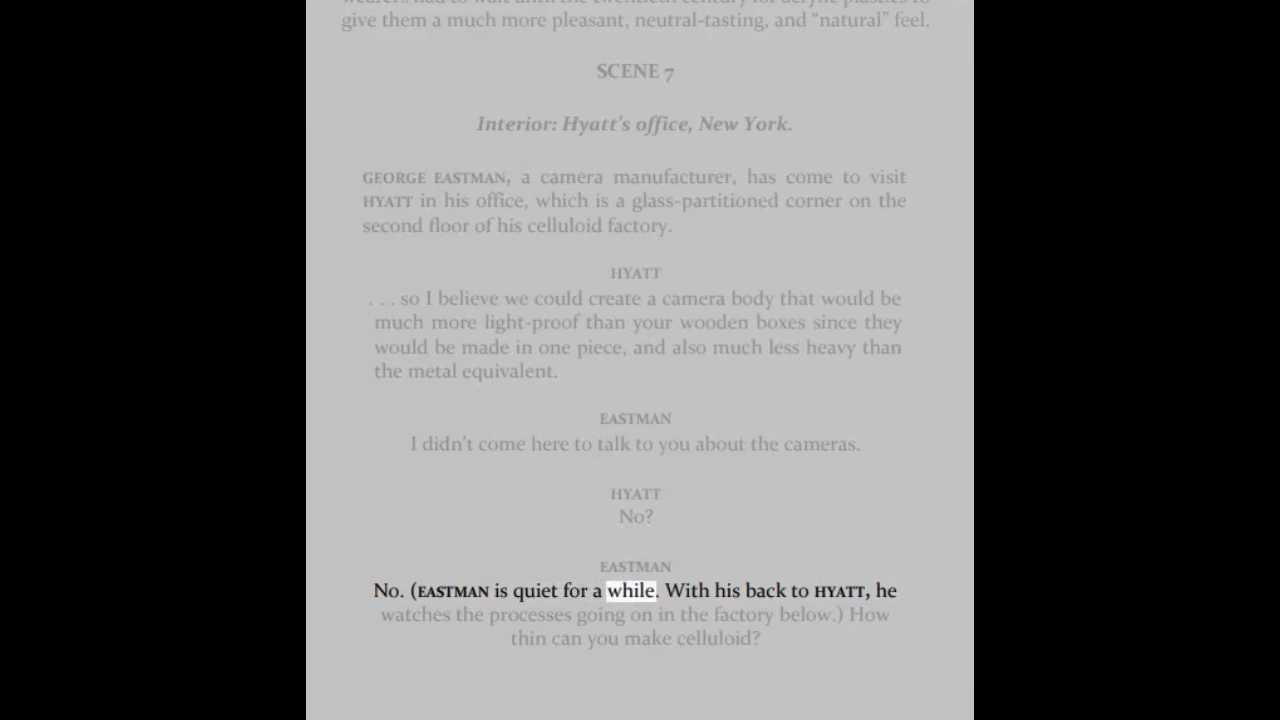 give them a much more pleasant, neutral-tasting, and “natural” feel.
SCENE 7
Interior: Hyatt’s office, New York.
GEORGE EASTMAN, a camera manufacturer, has come to visit
HYATT in his office, which is a glass-partitioned corner on the
second floor of his celluloid factory.
HYATT
. . . so I believe we could create a camera body that would be
much more light-proof than your wooden boxes since they
would be made in one piece, and also much less heavy than
the metal equivalent.
EASTMAN
I didn’t come here to talk to you about the cameras.
HYATT
No?
EASTMAN
No. (EASTMAN is quiet for a while. With his back to HYATT, he
watches the processes going on in the factory below.) How
thin can you make celluloid?